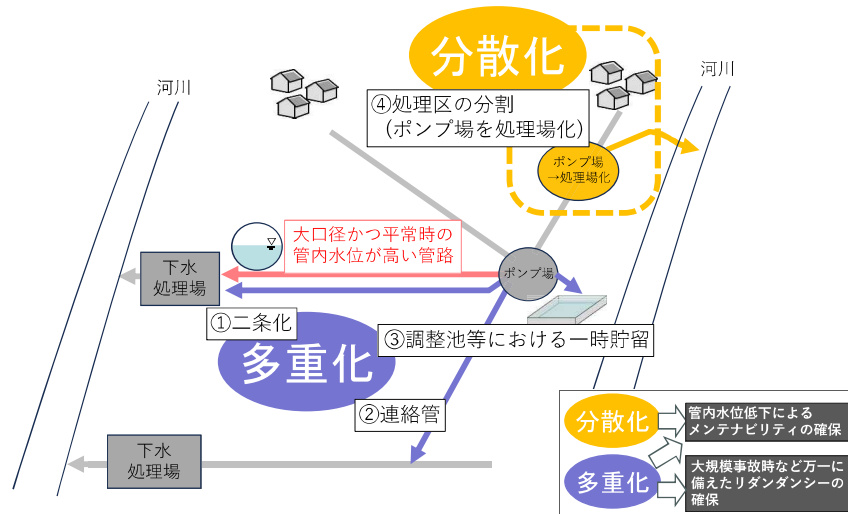 分散化
河川
河川
④処理区の分割
（ポンプ場を処理場化）
ポンプ場
→処理場化
大口径かつ平常時の
管内水位が高い管路
下水
処理場
ポンプ場
①二条化
多重化
③調整池等における一時貯留
②連絡管
下水
処理場
分散化
管内水位低下による
メンテナビリティの確保
多重化
大規模事故時など万一に
備えたリダンダンシーの
確保